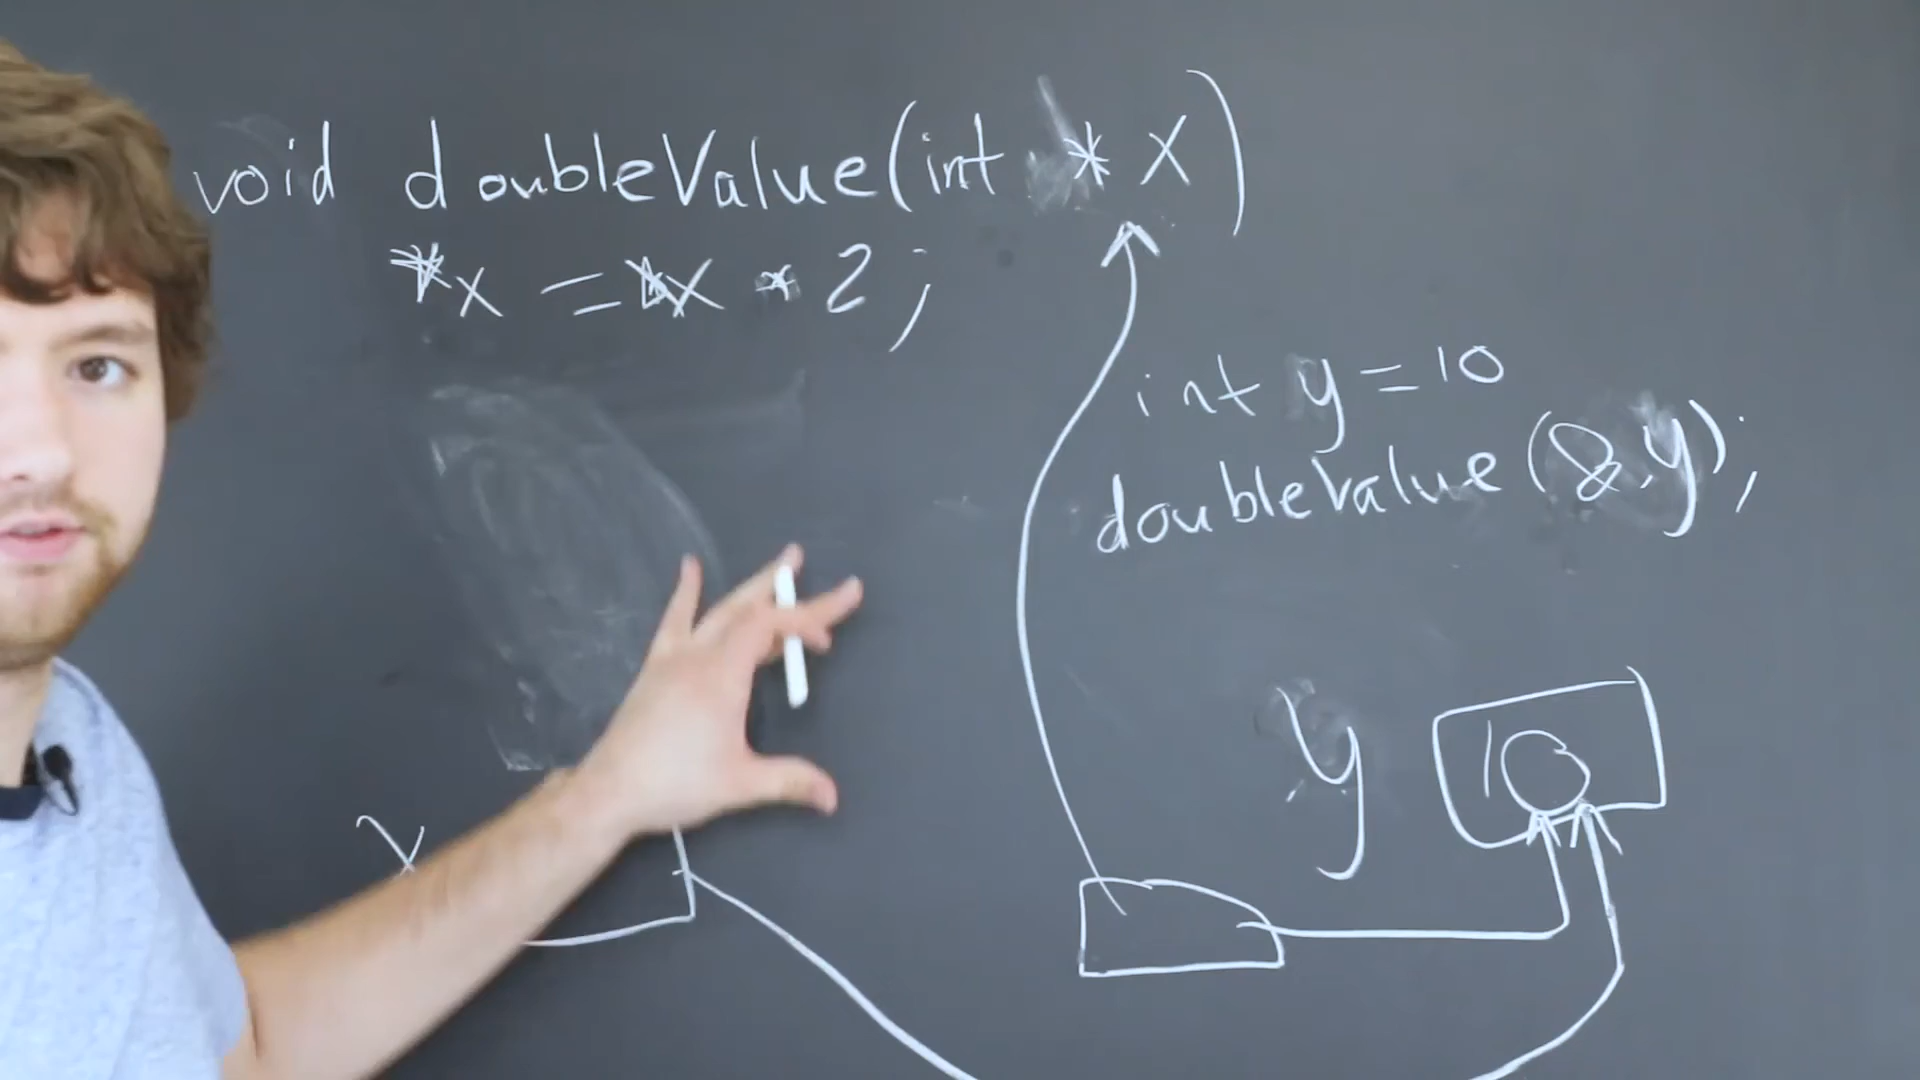 void doubleValue(int * x)
*x = *x * 2;
int y = 10
doubleValue(&y);
y 10
x